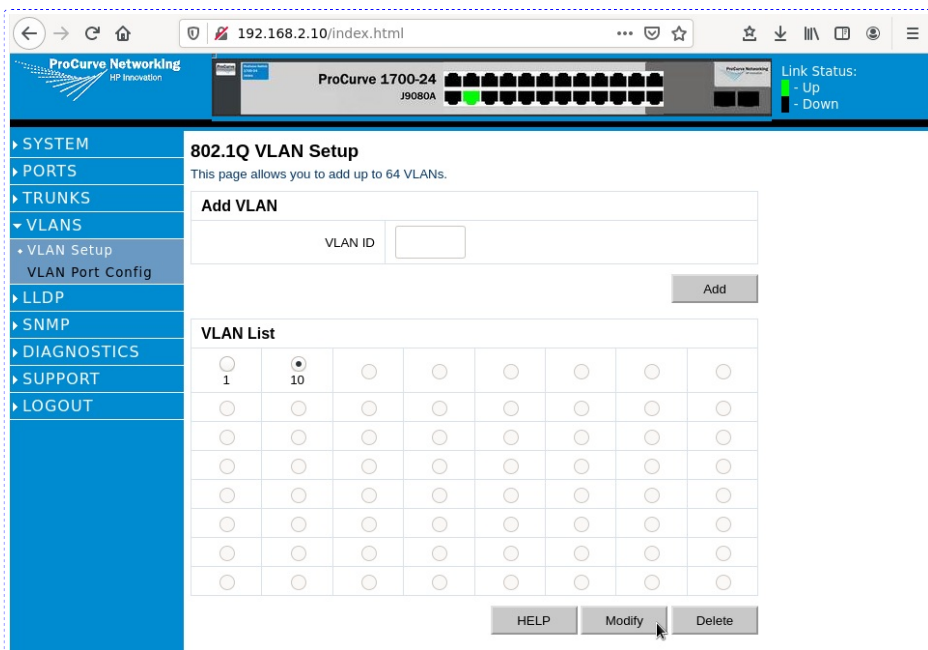 192.168.2.10/index.html
ProCurve Networking
HP Innovation
ProCurve 1700-24
J9080A
Link Status:
- Up
- Down
SYSTEM
PORTS
TRUNKS
VLANS
VLAN Setup
VLAN Port Config
LLDP
SNMP
DIAGNOSTICS
SUPPORT
LOGOUT
802.1Q VLAN Setup
This page allows you to add up to 64 VLANs.
Add VLAN
VLAN ID
Add
VLAN List
1 10
HELP Modify Delete